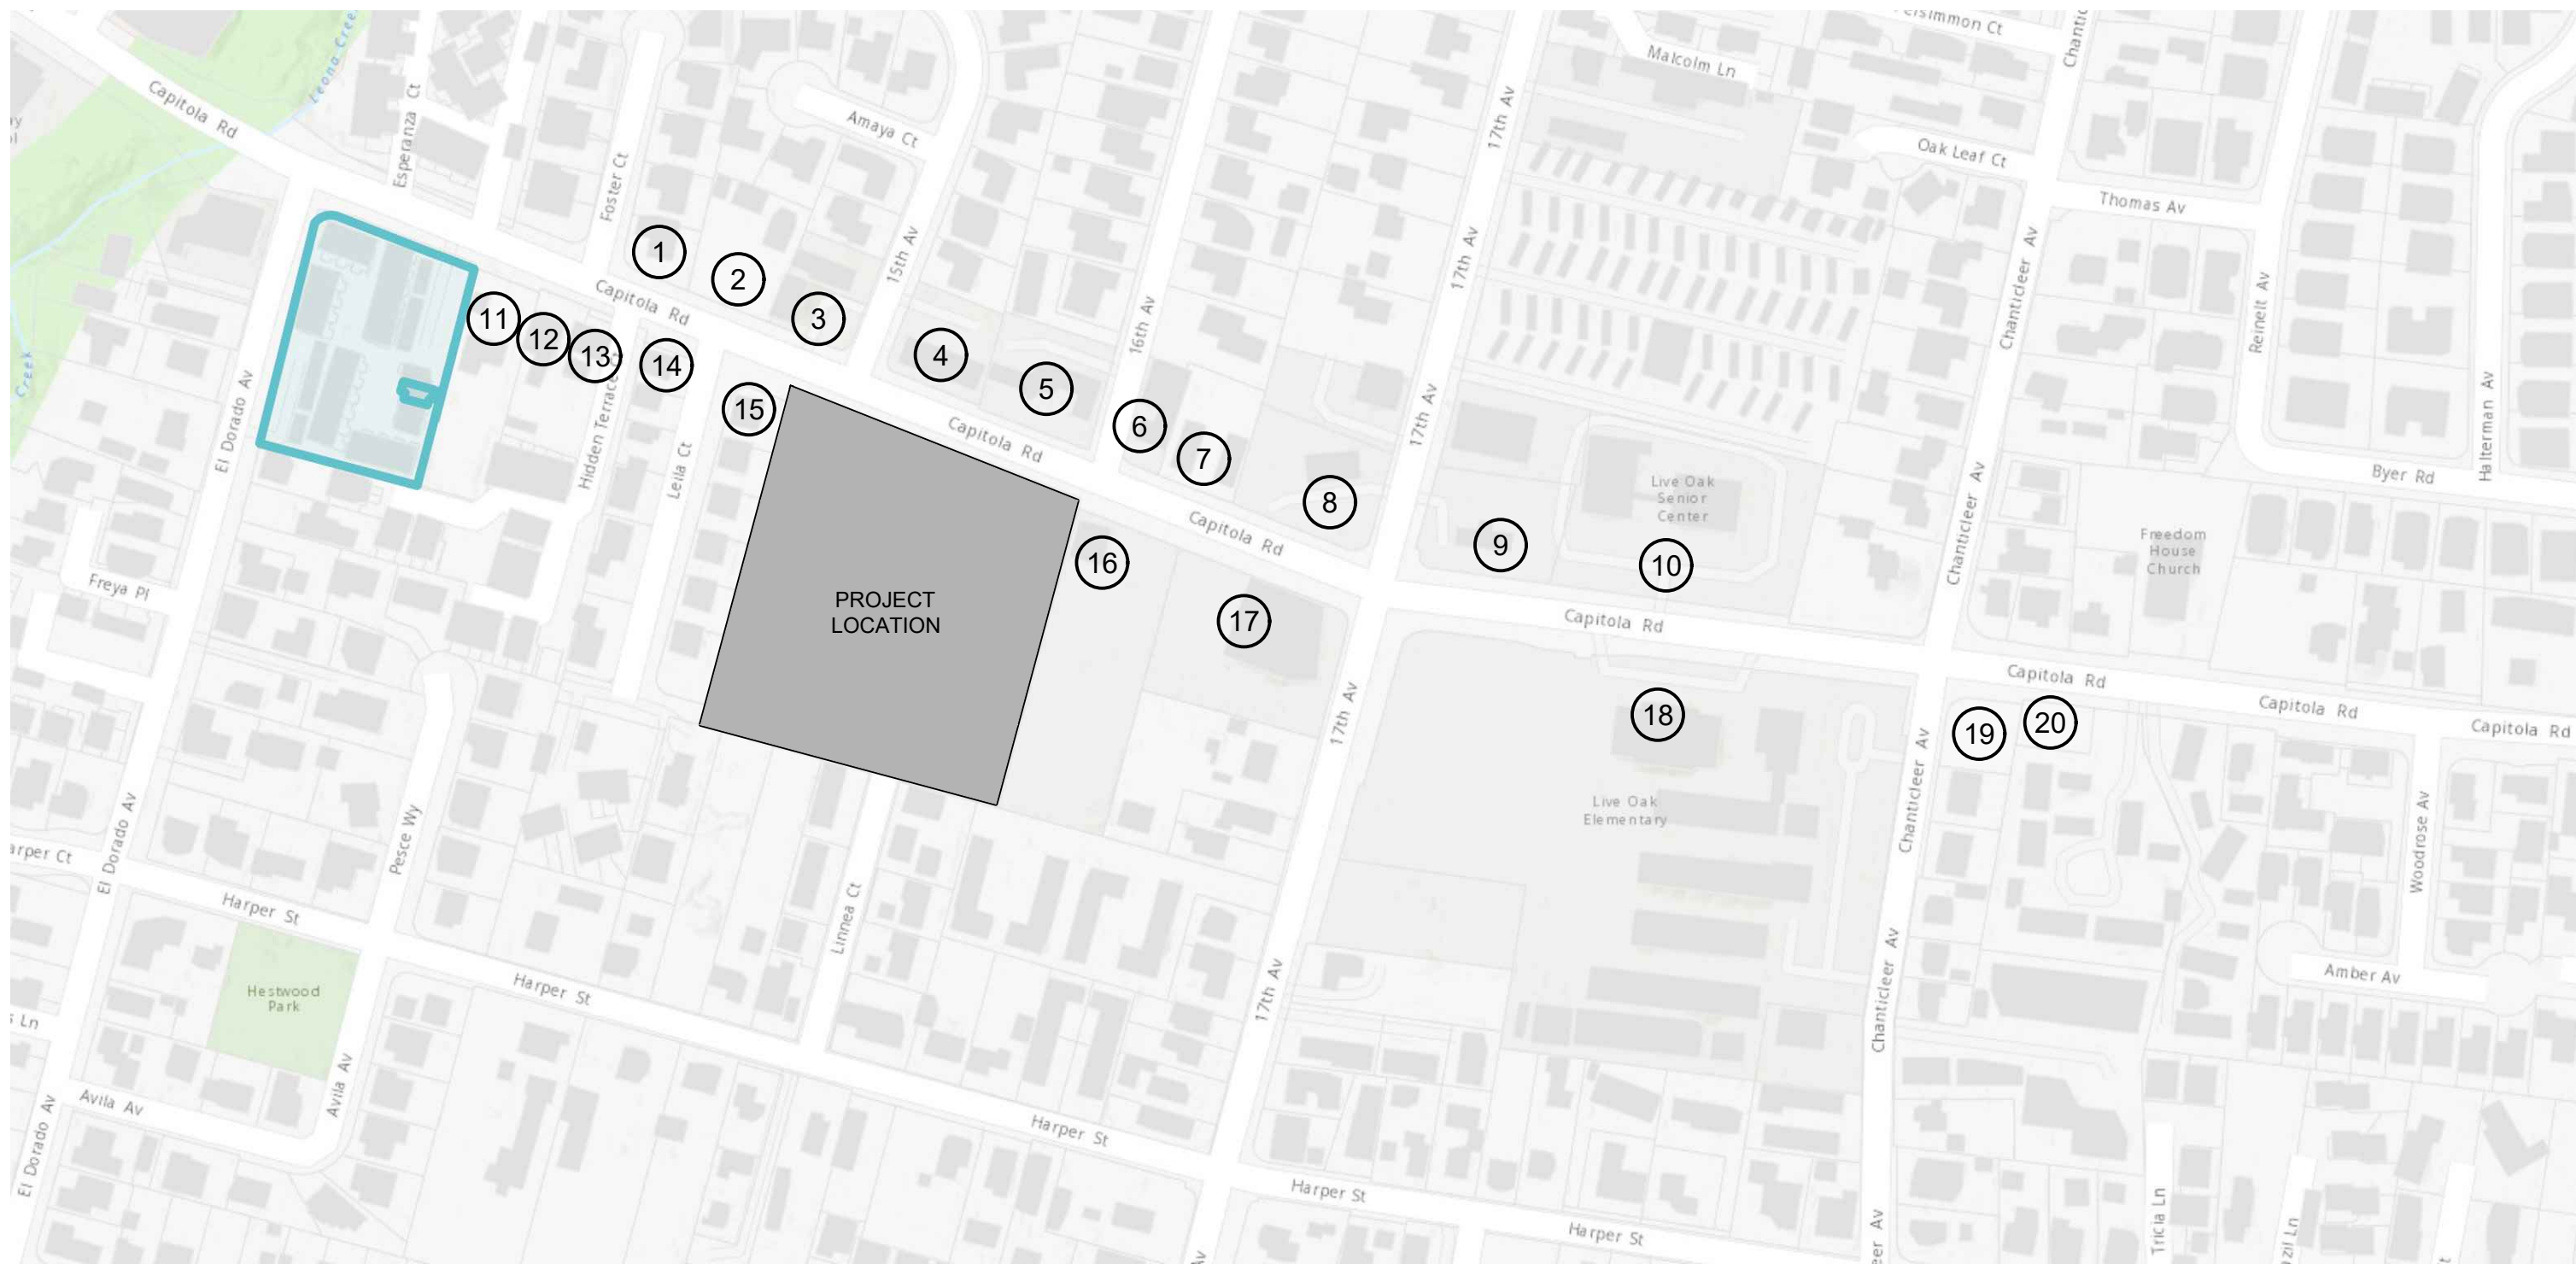 Malcolm Ln
Oak Leaf Ct
Thomas Av
Capitola Rd
Esperanza Ct
Foster Ct
Amaya Ct
15th Av
16th Av
17th Av
17th Av
17th Av
Chanticleer Av
Chanticleer Av
Reinelt Av
Halterman Av
Byer Rd
1
2
3
4
5
6
7
8
9
10
11
12
13
14
15
16
17
18
19
20
Capitola Rd
Capitola Rd
Capitola Rd
Capitola Rd
Capitola Rd
Capitola Rd
Capitola Rd
Creek
El Dorado Av
Hidden Terrace
Leila Ct
Freya Pl
PROJECT
LOCATION
Live Oak
Senior
Center
Freedom
House
Church
Live Oak
Elementary
17th Av
17th Av
Chanticleer Av
Chanticleer Av
Woodrose Av
Amber Av
El Dorado Av
Pesce Wy
Linnea Ct
Harper St
Harper St
Harper St
Harper St
Harper St
Hestwood
Park
Avila Av
Avila Av
El Dorado Av
Tricia Ln